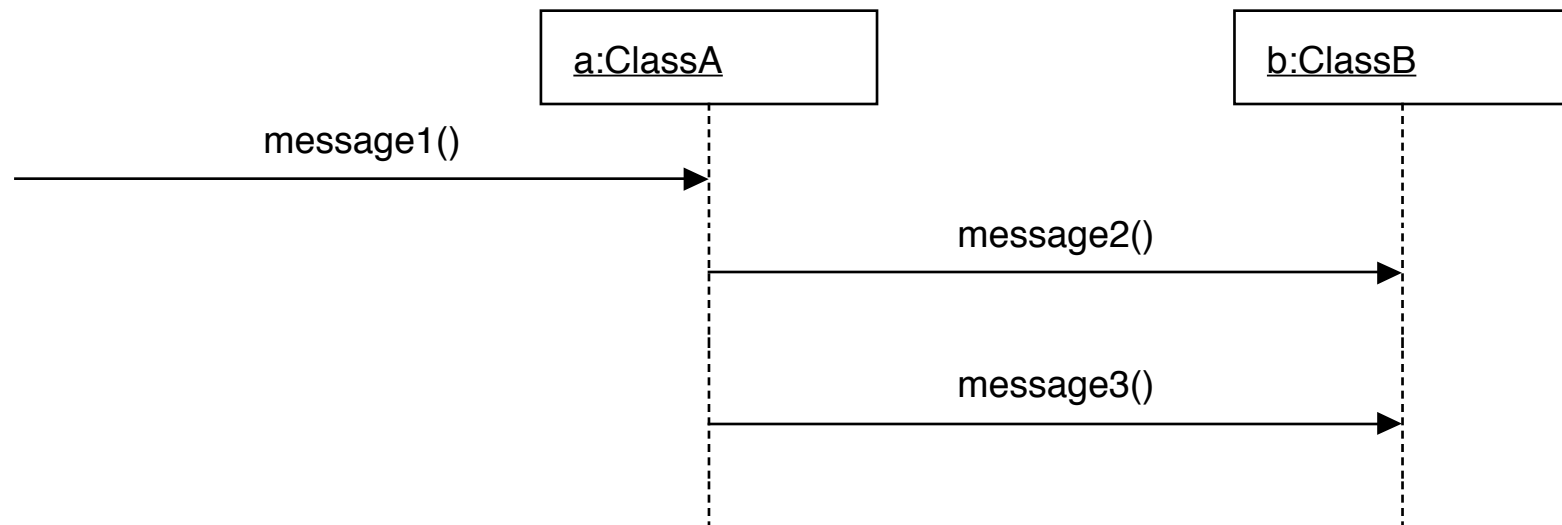 a:ClassA
b:ClassB
message1()
message2()
message3()